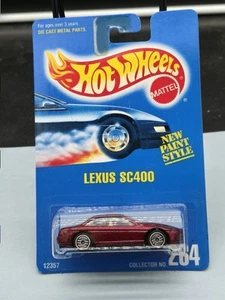 For ages over 3 years.
DIE CAST METAL PARTS.
Hot Wheels
MATTEL
NEW
PAINT
STYLE
LEXUS SC400
12357
COLLECTOR NO. 264